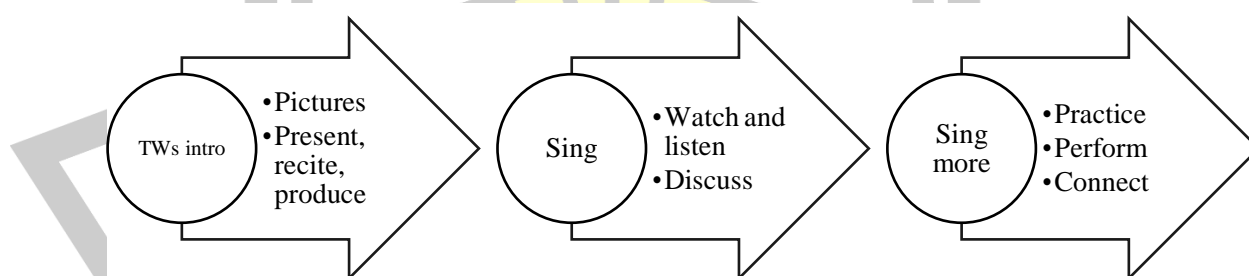 TWs intro
•Pictures
•Present,
recite,
produce
Sing
•Watch and
listen
•Discuss
Sing
more
•Practice
•Perform
•Connect